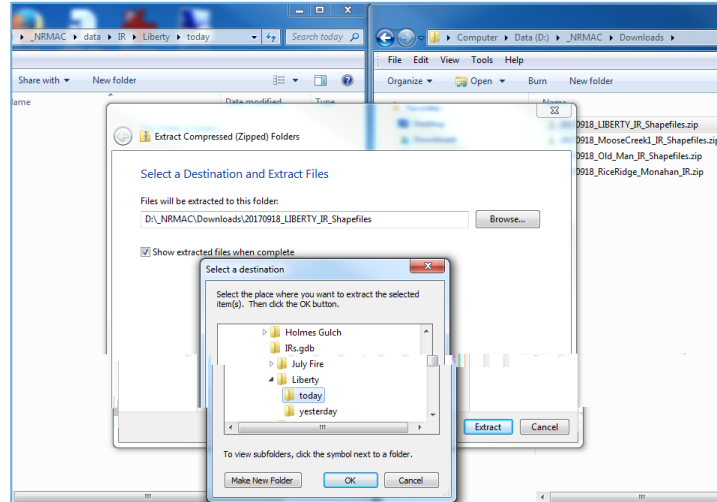 _NRMAC ▸ data ▸ IR ▸ Liberty ▸ today
Search today
Share with
New folder
Date modified
Type
Computer ▸ Data (D:) ▸ _NRMAC ▸ Downloads ▸
File Edit View Tools Help
Organize
Open
Burn
New folder
Name
0918_LIBERTY_IR_Shapefiles.zip
0918_MooseCreek1_IR_Shapefiles.zip
0918_Old_Man_IR_Shapefiles.zip
0918_RiceRidge_Monahan_IR.zip
Extract Compressed (Zipped) Folders
Select a Destination and Extract Files
Files will be extracted to this folder:
D:\_NRMAC\Downloads\20170918_LIBERTY_IR_Shapefiles
Browse...
Show extracted files when complete
Select a destination
Select the place where you want to extract the selected
item(s). Then click the OK button.
Holmes Gulch
IRs.gdb
July Fire
Liberty
today
yesterday
To view subfolders, click the symbol next to a folder.
Make New Folder
OK
Cancel
Extract
Cancel